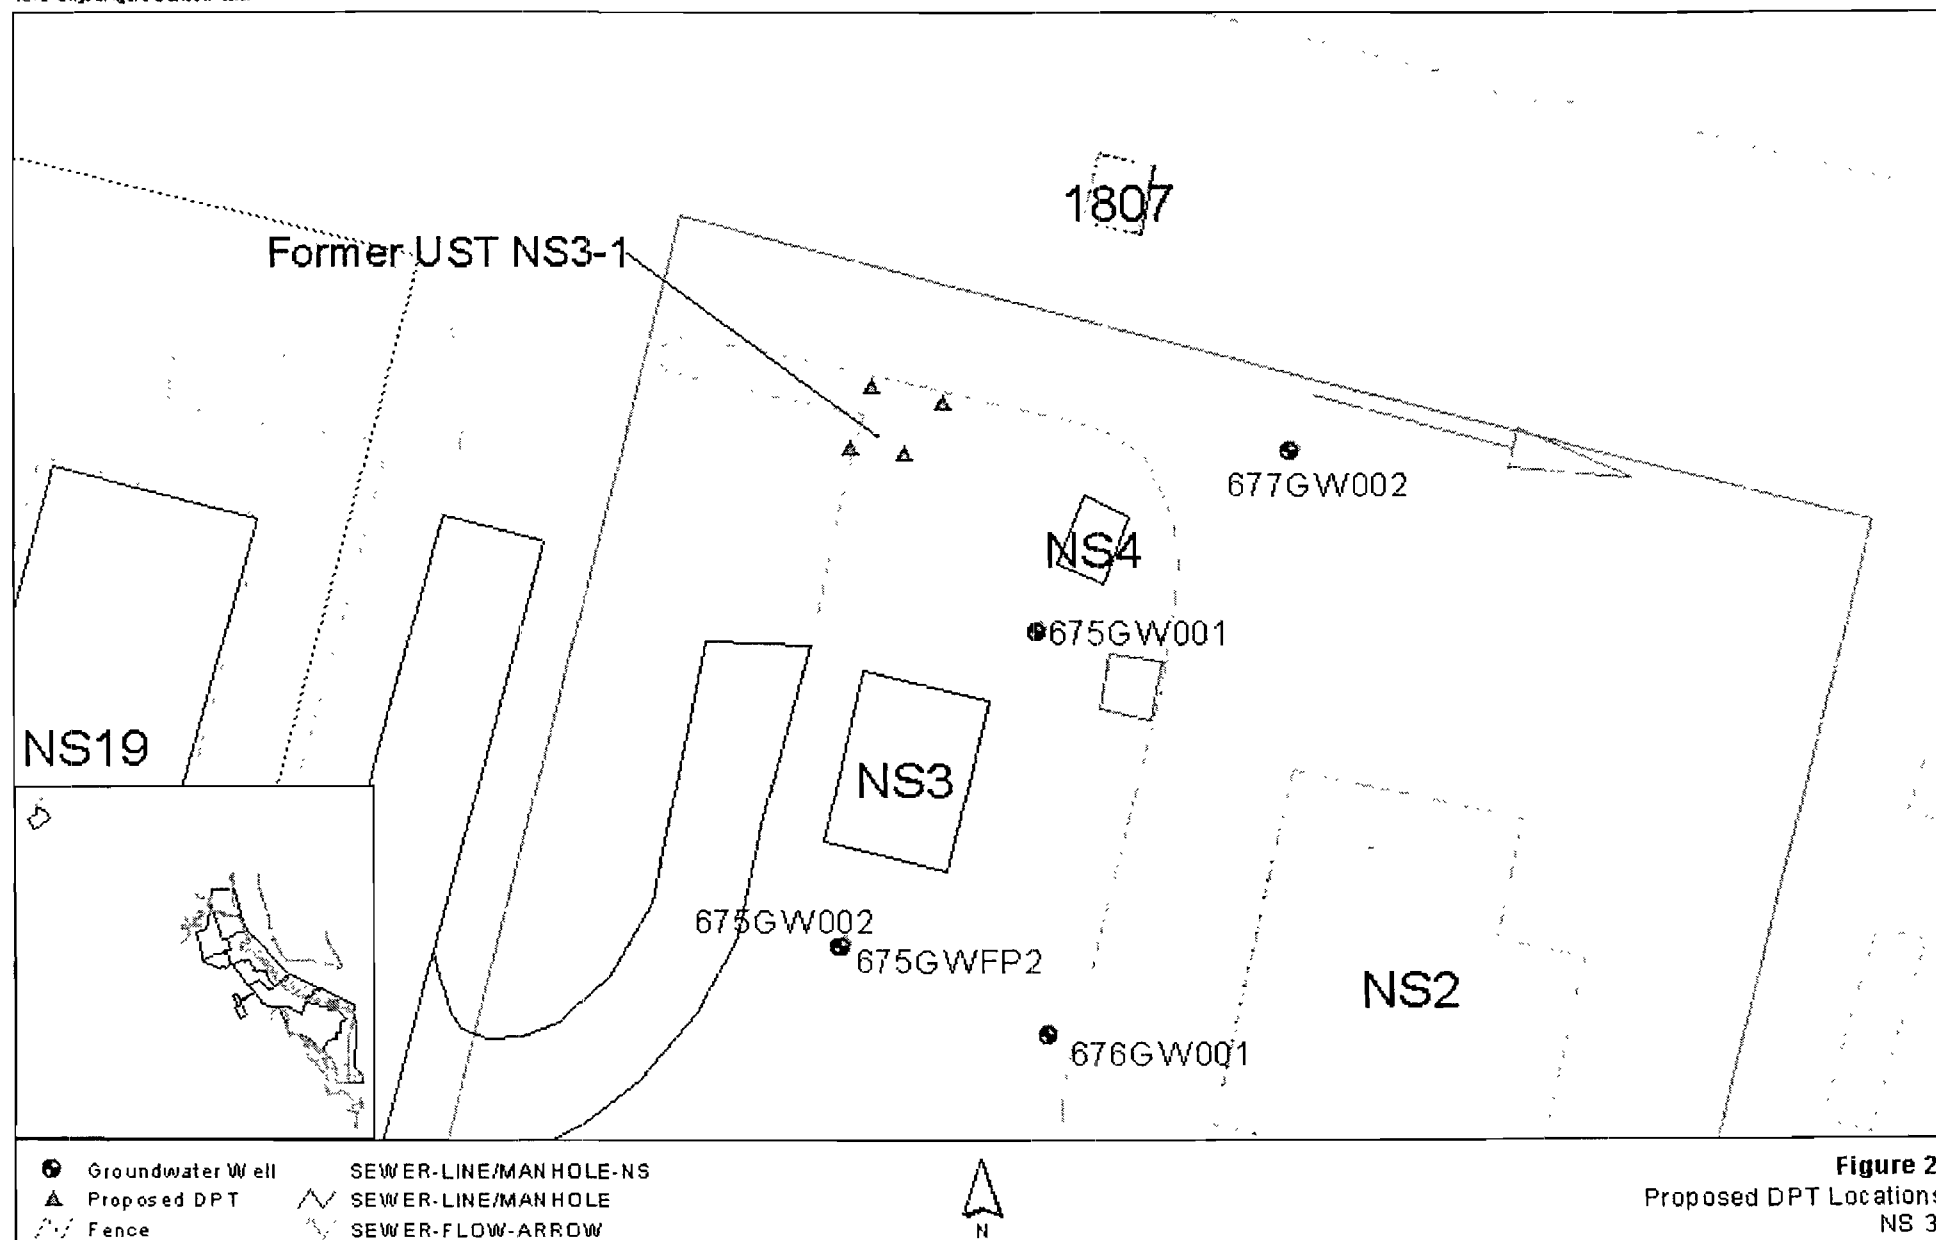 1807
Former UST NS3-1
677GW002
NS4
675GW001
NS19
NS3
675GW002
675GWFP2
NS2
676GW001
Groundwater Well
Proposed DPT
Fence
SEWER-LINE/MANHOLE-NS
SEWER-LINE/MANHOLE
SEWER-FLOW-ARROW
N
Figure 2
Proposed DPT Locations
NS 3